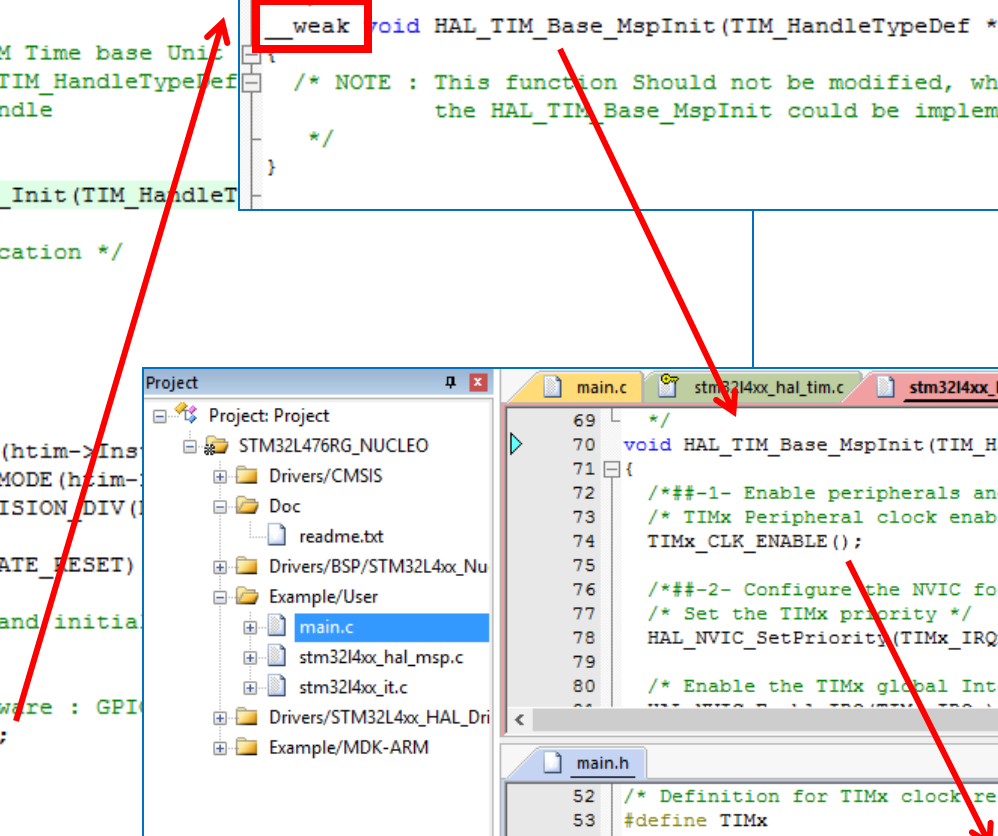 __weak void HAL_TIM_Base_MspInit(TIM_HandleTypeDef *
{
/* NOTE : This function Should not be modified, wh
the HAL_TIM_Base_MspInit could be implem
*/
}
M Time base Unit
TIM_HandleTypeDef
ndle
_Init(TIM_HandleT
cation */
(htim->Ins
MODE(htim-
ISION_DIV(
ATE_RESET)
and initia
ware : GPIO
;
Project
Project: Project
STM32L476RG_NUCLEO
Drivers/CMSIS
Doc
readme.txt
Drivers/BSP/STM32L4xx_Nu
Example/User
main.c
stm32l4xx_hal_msp.c
stm32l4xx_it.c
Drivers/STM32L4xx_HAL_Dri
Example/MDK-ARM
main.c stm32l4xx_hal_tim.c stm32l4xx_
69 */
70 void HAL_TIM_Base_MspInit(TIM_H
71 {
72 /*##-1- Enable peripherals an
73 /* TIMx Peripheral clock enab
74 TIMx_CLK_ENABLE();
75
76 /*##-2- Configure the NVIC fo
77 /* Set the TIMx priority */
78 HAL_NVIC_SetPriority(TIMx_IRQ
79
80 /* Enable the TIMx global Int
main.h
52 /* Definition for TIMx clock re
53 #define TIMx